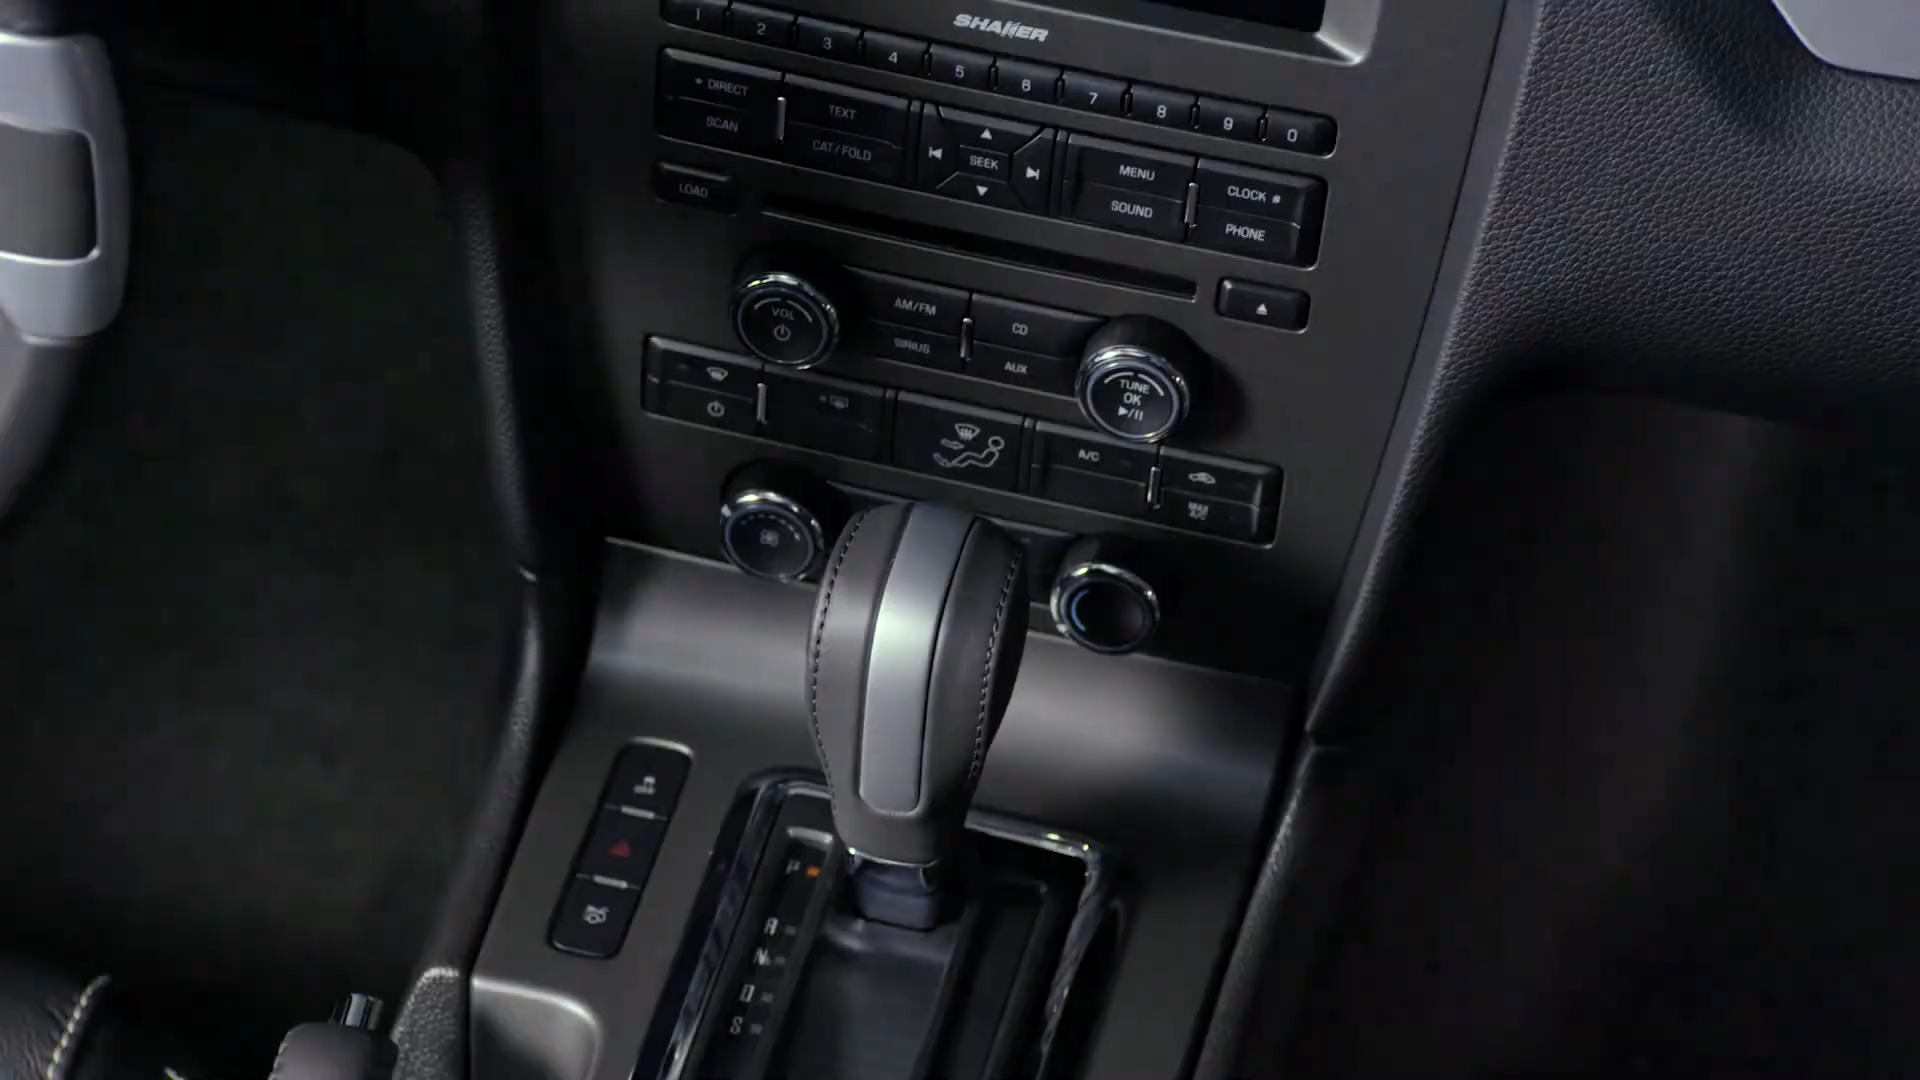 SHAKER
1 2 3 4 5 6 7 8 9 0
DIRECT
SCAN
TEXT
CAT/FOLD
SEEK
MENU
SOUND
CLOCK #
PHONE
LOAD
VOL
AM/FM
SIRIUS
CD
AUX
TUNE
OK
A/C
MAX
A/C
P
R
N
D
S